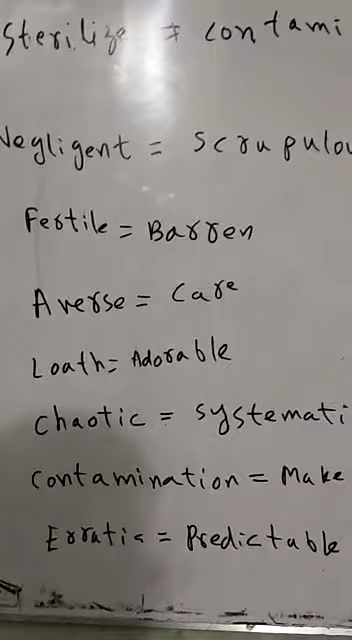 Sterilize ≠ contami
Negligent = Scrupulou
Fertile = Barren
Averse = Care
Loath = Adorable
Chaotic = Systemati
Contamination = Make
Erratic = Predictable